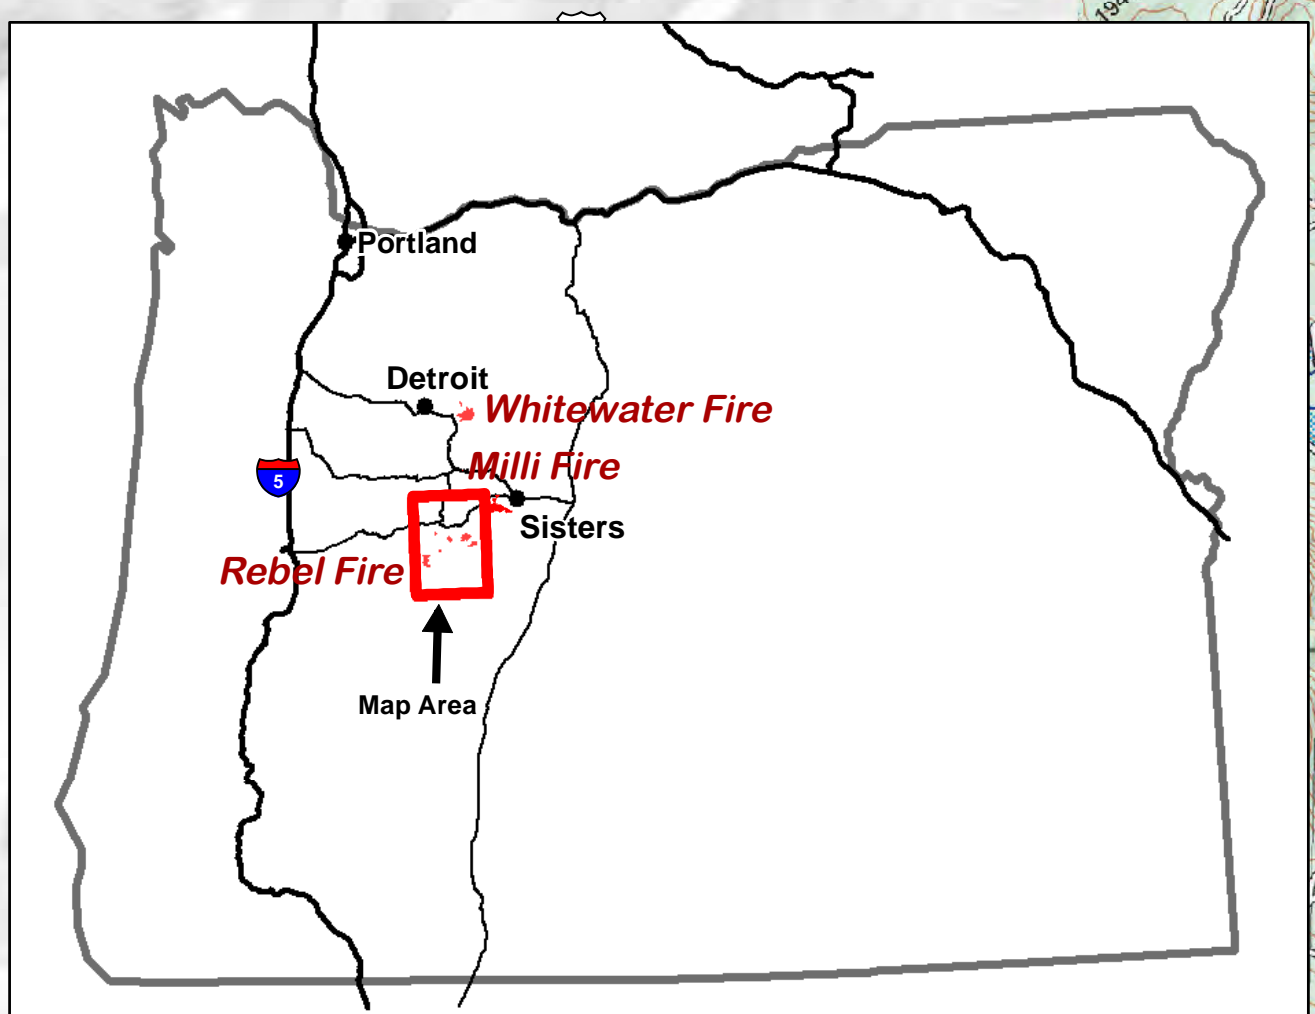 Portland
Detroit
Whitewater Fire
Milli Fire
5
Sisters
Rebel Fire
Map Area